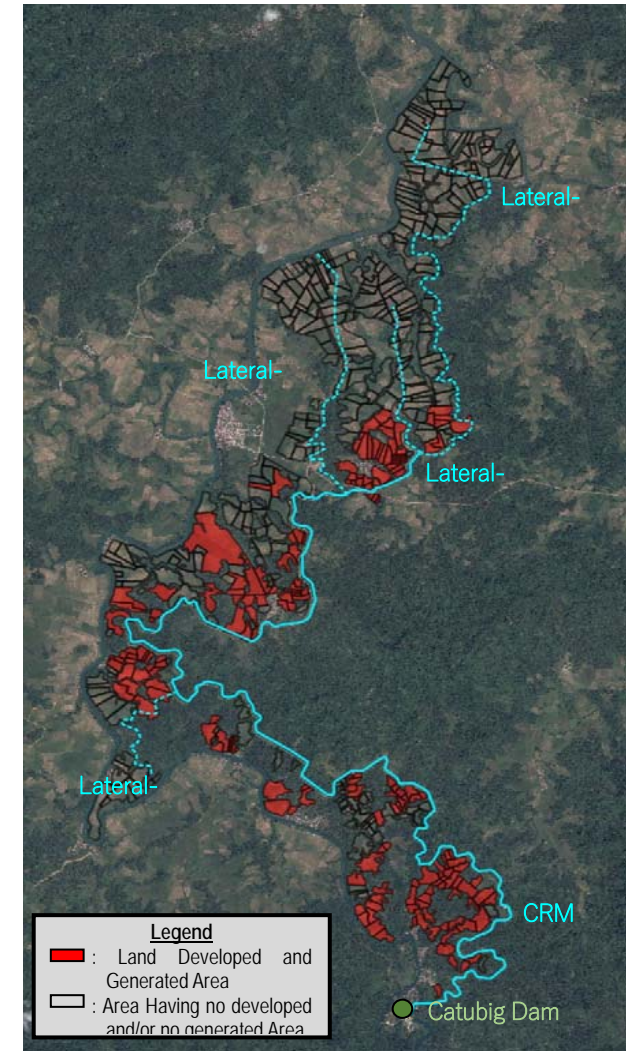 Lateral-
Lateral-
Lateral-
Lateral-
CRM
Catubig Dam
Legend
: Land Developed and
Generated Area
: Area Having no developed
and/or no generated Area